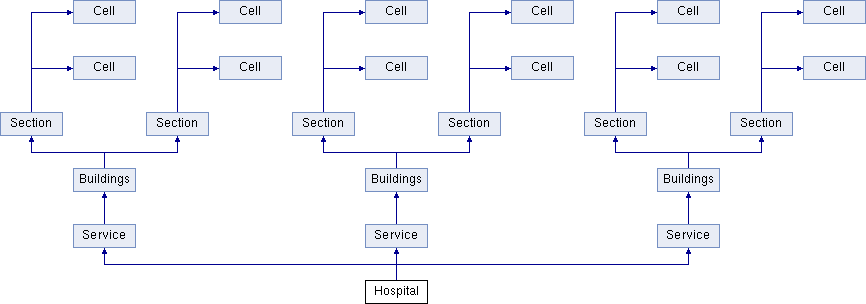 Cell Cell Cell Cell Cell Cell
Cell Cell Cell Cell Cell Cell
Section Section Section Section Section Section
Buildings Buildings Buildings
Service Service Service
Hospital